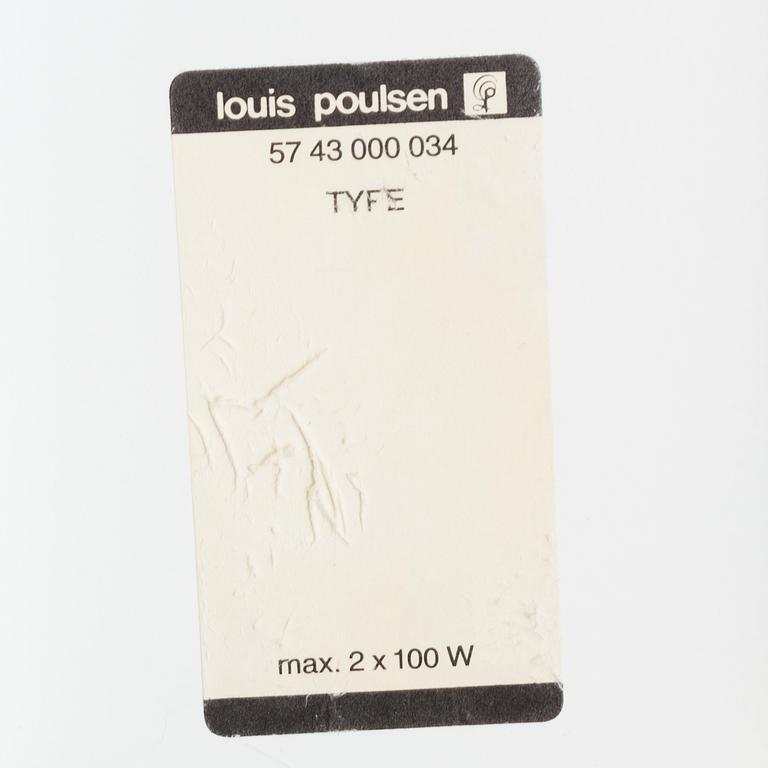 louis poulsen
57 43 000 034
TYPE
max. 2 x 100 W